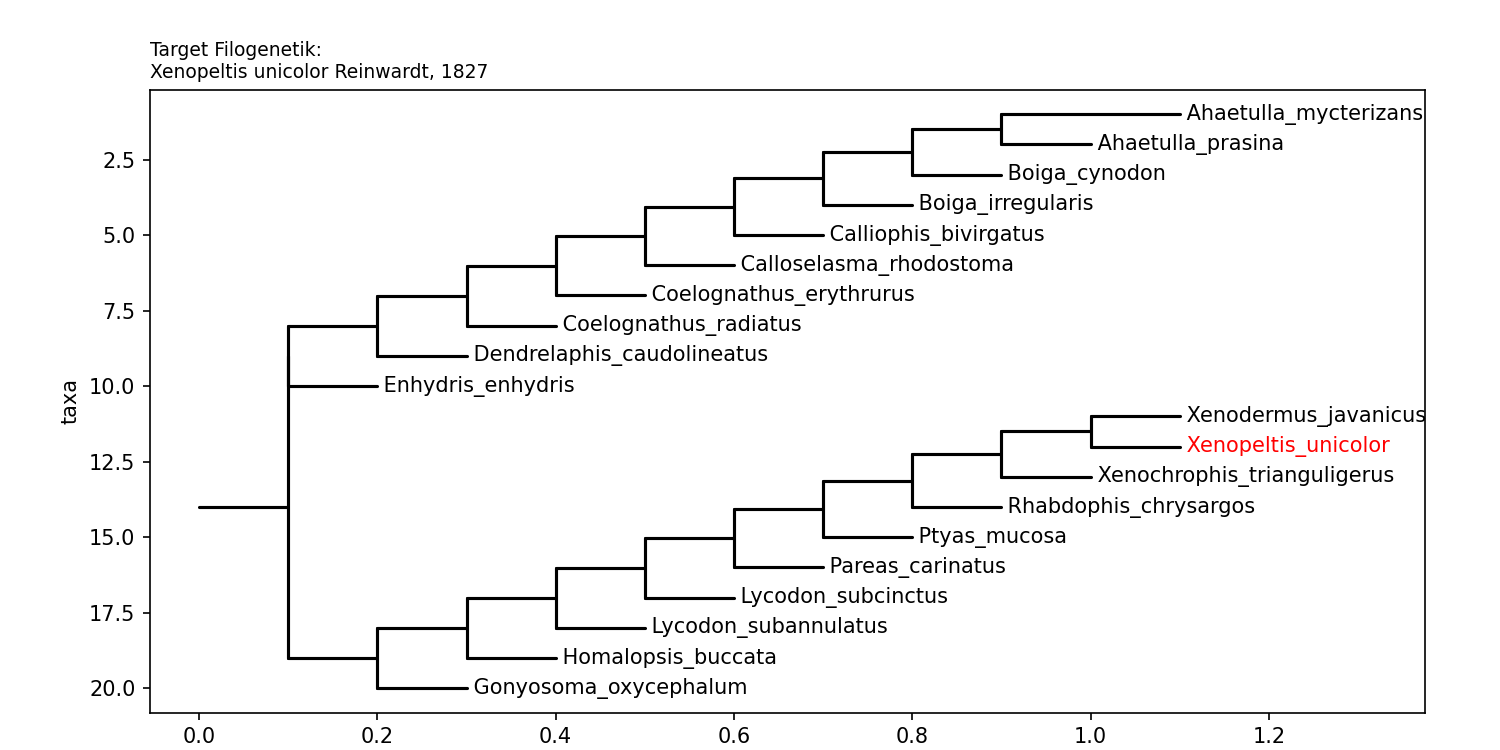 Target Filogenetik:
Xenopeltis unicolor Reinwardt, 1827
Ahaetulla_mycterizans
Ahaetulla_prasina
2.5
Boiga_cynodon
Boiga_irregularis
5.0
Calliophis_bivirgatus
Calloselasma_rhodostoma
Coelognathus_erythrurus
7.5
Coelognathus_radiatus
Dendrelaphis_caudolineatus
taxa
10.0
Enhydris_enhydris
Xenodermus_javanicus
Xenopeltis_unicolor
12.5
Xenochrophis_trianguligerus
Rhabdophis_chrysargos
15.0
Ptyas_mucosa
Pareas_carinatus
Lycodon_subcinctus
17.5
Lycodon_subannulatus
Homalopsis_buccata
20.0
Gonyosoma_oxycephalum
0.0 0.2 0.4 0.6 0.8 1.0 1.2